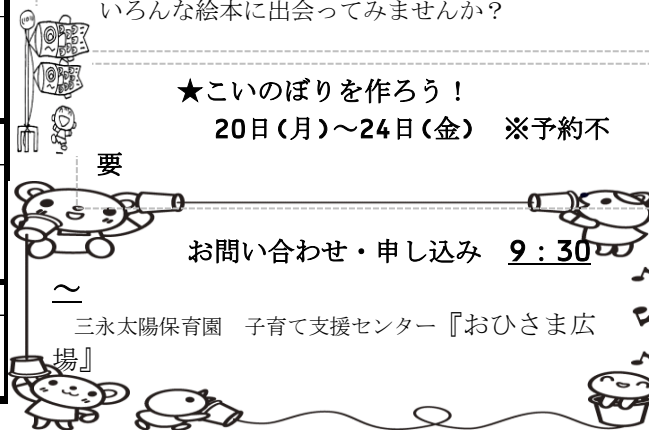 いろんな絵本に出会ってみませんか？
★こいのぼりを作ろう！
20日(月)～24日(金)　※予約不
要
お問い合わせ・申し込み　9：30
～
三永太陽保育園　子育て支援センター『おひさま広
場』